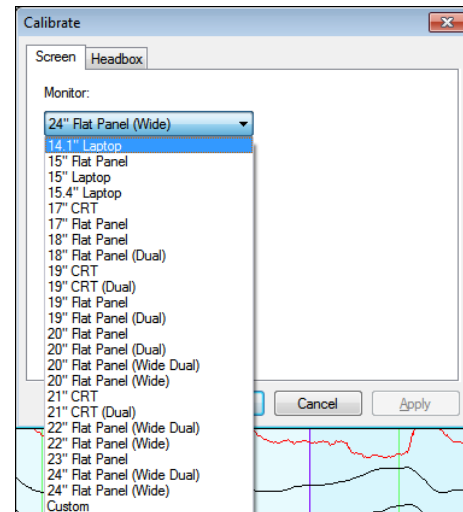 Calibrate
Screen Headbox
Monitor:
24" Flat Panel (Wide)
14.1" Laptop
15" Flat Panel
15" Laptop
15.4" Laptop
17" CRT
17" Flat Panel
18" Flat Panel
18" Flat Panel (Dual)
19" CRT
19" CRT (Dual)
19" Flat Panel
19" Flat Panel (Dual)
20" Flat Panel
20" Flat Panel (Dual)
20" Flat Panel (Wide Dual)
20" Flat Panel (Wide)
21" CRT
21" CRT (Dual)
22" Flat Panel (Wide Dual)
22" Flat Panel (Wide)
23" Flat Panel
24" Flat Panel (Wide Dual)
24" Flat Panel (Wide)
Custom
Cancel Apply